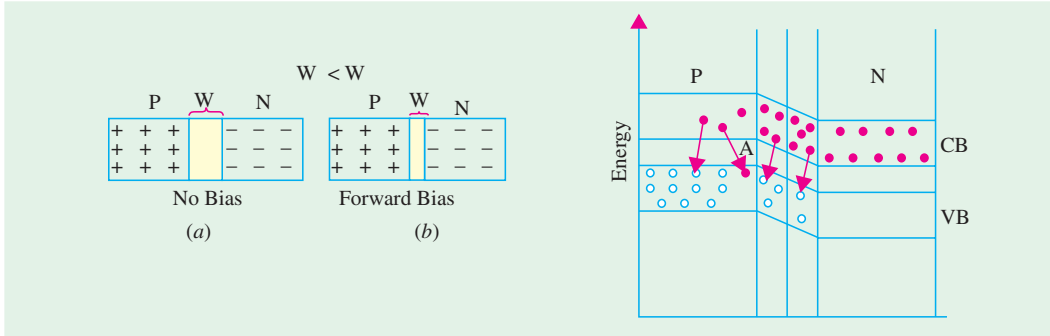 W < W
P W N
P W N
+ + + − − −
+ + + − − −
+ + + − − −
+ + + − − −
+ + + − − −
+ + + − − −
No Bias
Forward Bias
(a)
(b)
Energy
P
N
A
CB
VB